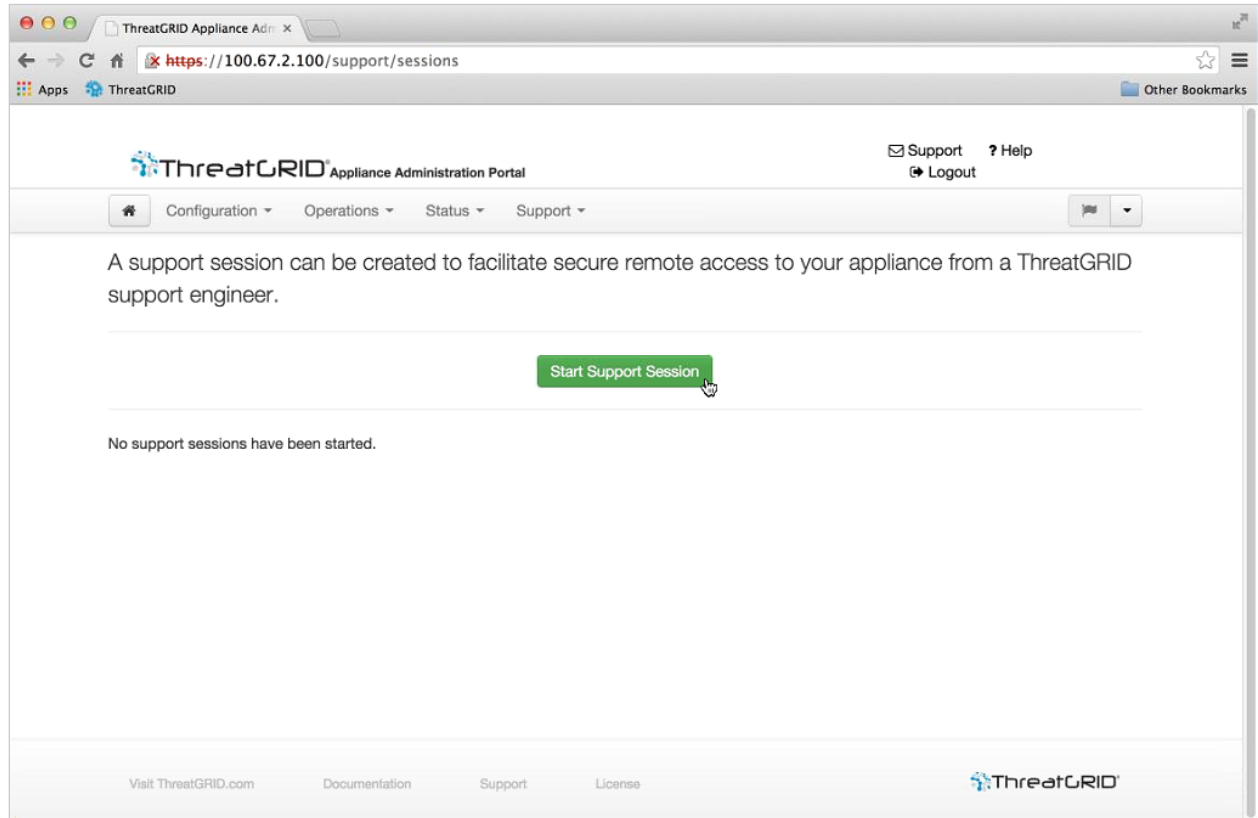 ThreatGRID Appliance Adm
https://100.67.2.100/support/sessions
Apps ThreatGRID Other Bookmarks
ThreatGRID® Appliance Administration Portal
Support ? Help
Logout
Configuration Operations Status Support
A support session can be created to facilitate secure remote access to your appliance from a ThreatGRID
support engineer.
Start Support Session
No support sessions have been started.
Visit ThreatGRID.com Documentation Support License ThreatGRID®